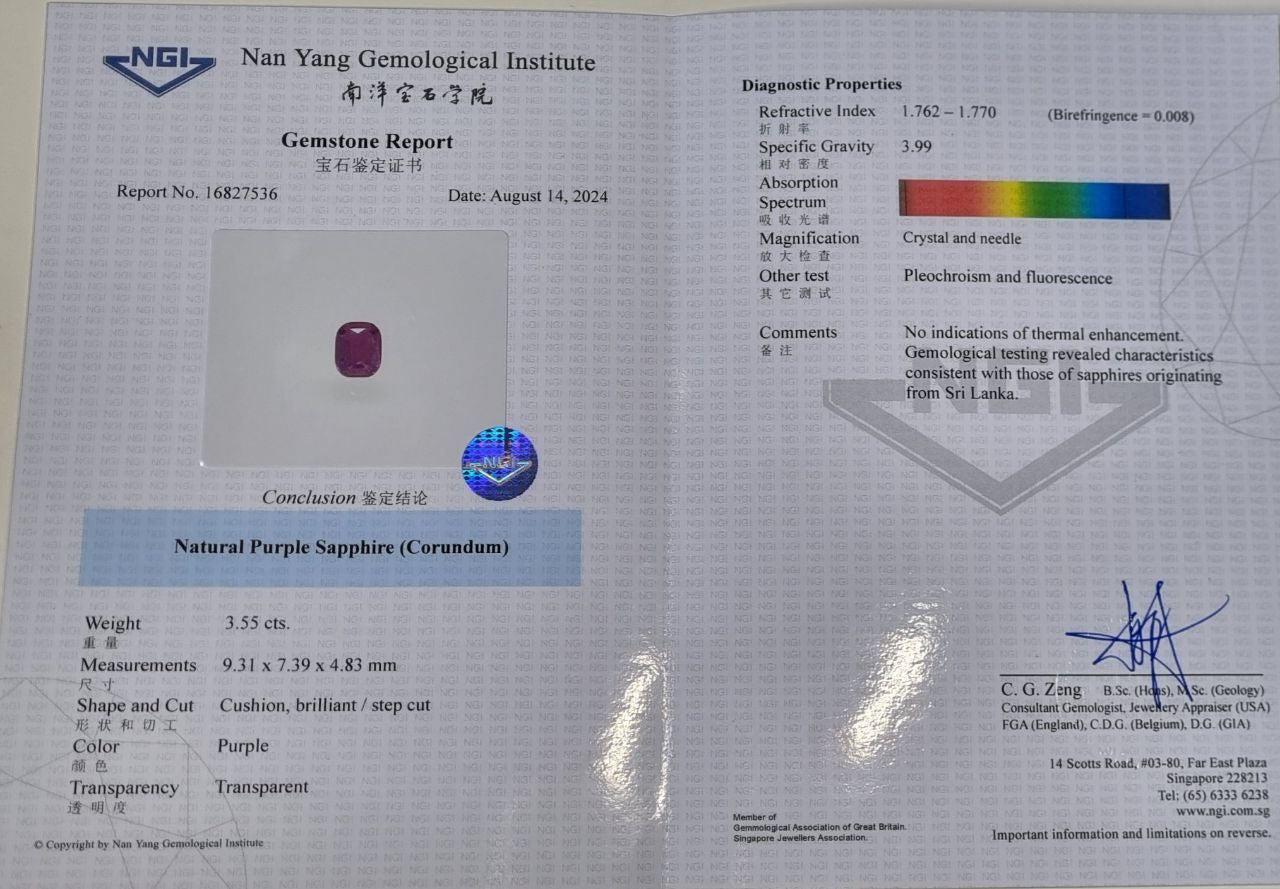 NGI
Nan Yang Gemological Institute
南洋宝石学院
Gemstone Report
宝石鉴定证书
Report No. 16827536
Date: August 14, 2024
NGI
Conclusion 鉴定结论
Natural Purple Sapphire (Corundum)
Weight 3.55 cts.
重量
Measurements 9.31 x 7.39 x 4.83 mm
尺寸
Shape and Cut Cushion, brilliant / step cut
形状和切工
Color Purple
颜色
Transparency Transparent
透明度
© Copyright by Nan Yang Gemological Institute
Diagnostic Properties
Refractive Index 1.762 – 1.770 (Birefringence = 0.008)
折射率
Specific Gravity 3.99
相对密度
Absorption
Spectrum
吸收光谱
Magnification Crystal and needle
放大检查
Other test Pleochroism and fluorescence
其它测试
Comments No indications of thermal enhancement.
备注
Gemological testing revealed characteristics
consistent with those of sapphires originating
from Sri Lanka.
NGI
C. G. Zeng B.Sc. (Hons), M.Sc. (Geology)
Consultant Gemologist, Jewellery Appraiser (USA)
FGA (England), C.D.G. (Belgium), D.G. (GIA)
14 Scotts Road, #03-80, Far East Plaza
Singapore 228213
Tel: (65) 6333 6238
www.ngi.com.sg
Member of
Gemmological Association of Great Britain.
Singapore Jewellers Association.
Important information and limitations on reverse.